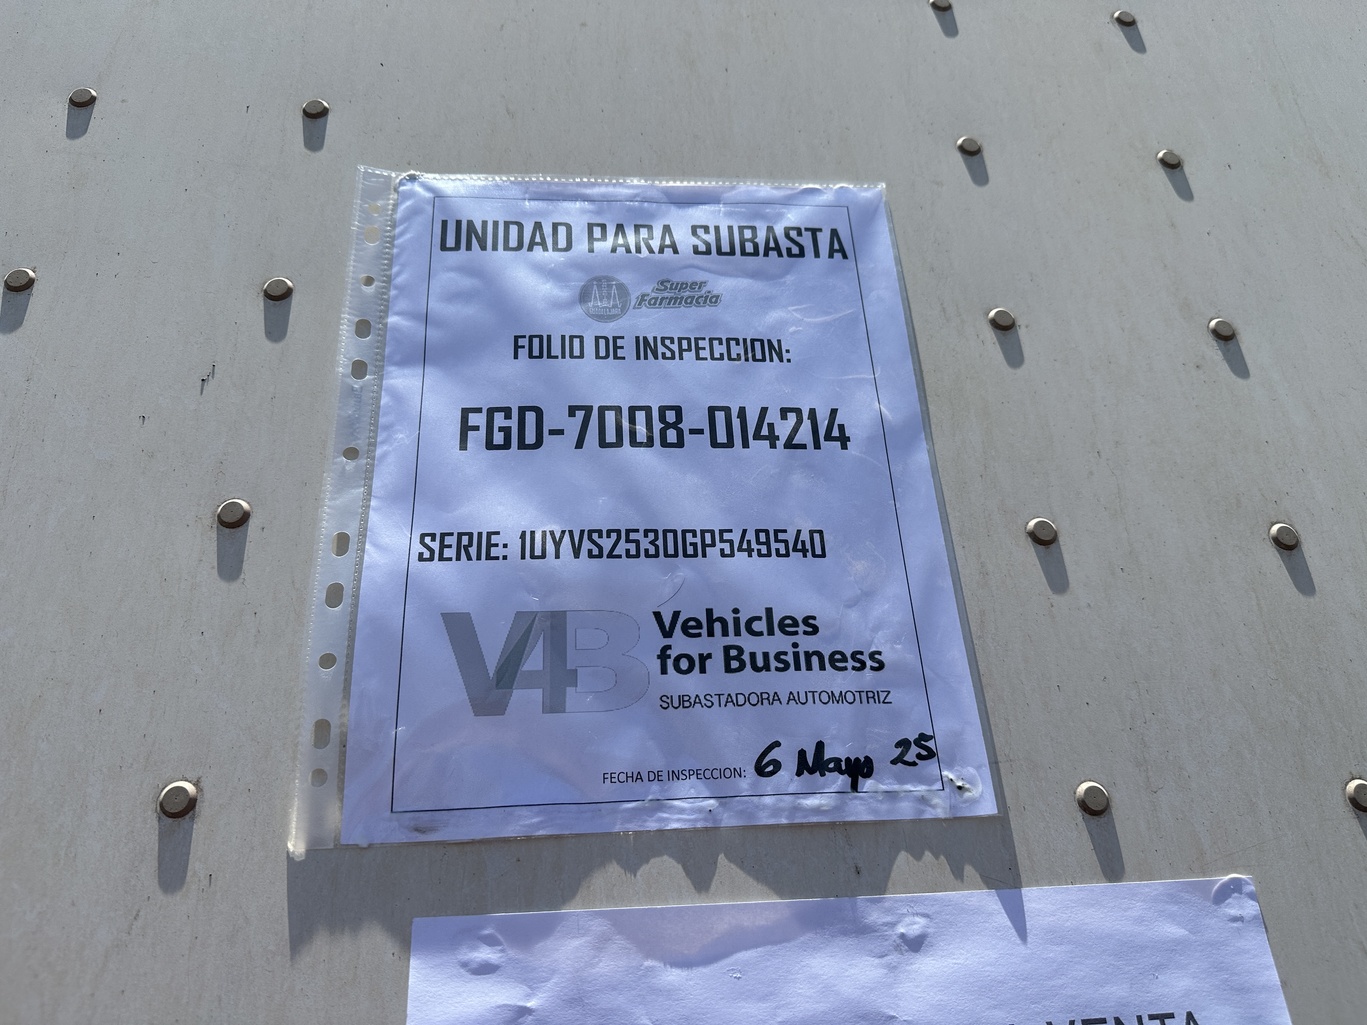 UNIDAD PARA SUBASTA
Super
Farmacia
FOLIO DE INSPECCION:
FGD-7008-014214
SERIE: 1UYVS2530GP549540
V4B
Vehicles
for Business
SUBASTADORA AUTOMOTRIZ
FECHA DE INSPECCION: 6 Mayo 25
VENTA